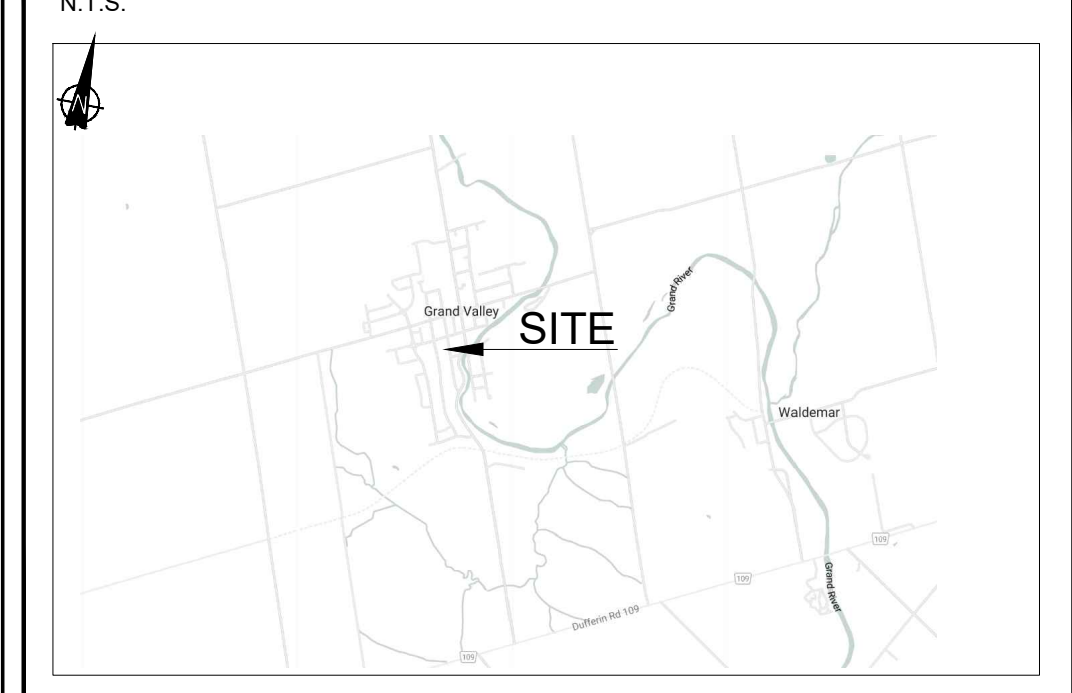 N.T.S.
N
Grand River
Grand Valley
SITE
Waldemar
109
109
Grand River
Dufferin Rd 109
109